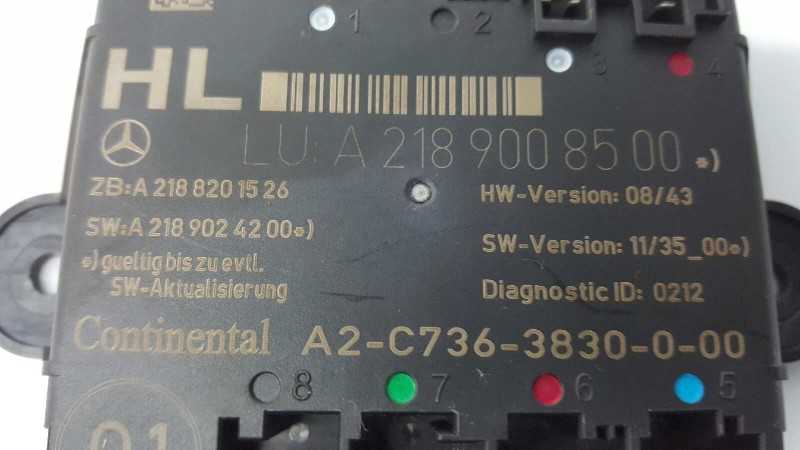 1 2
3 4
HL
LU: A 218 900 85 00 *)
ZB:A 218 820 15 26
HW-Version: 08/43
SW:A 218 902 42 00*)
SW-Version: 11/35_00*)
*) gueltig bis zu evtl.
SW-Aktualisierung
Diagnostic ID: 0212
Continental A2-C736-3830-0-00
8 7 6 5
01